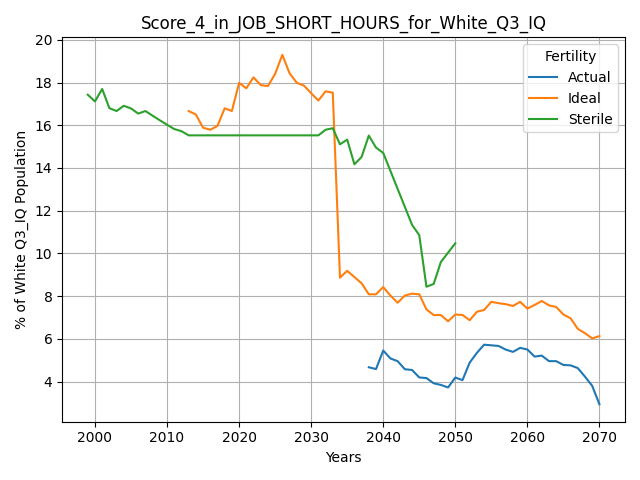 Score_4_in_JOB_SHORT_HOURS_for_White_Q3_IQ
% of White Q3_IQ Population
20
18
16
14
12
10
8
6
4
Fertility
Actual
Ideal
Sterile
2000 2010 2020 2030 2040 2050 2060 2070
Years